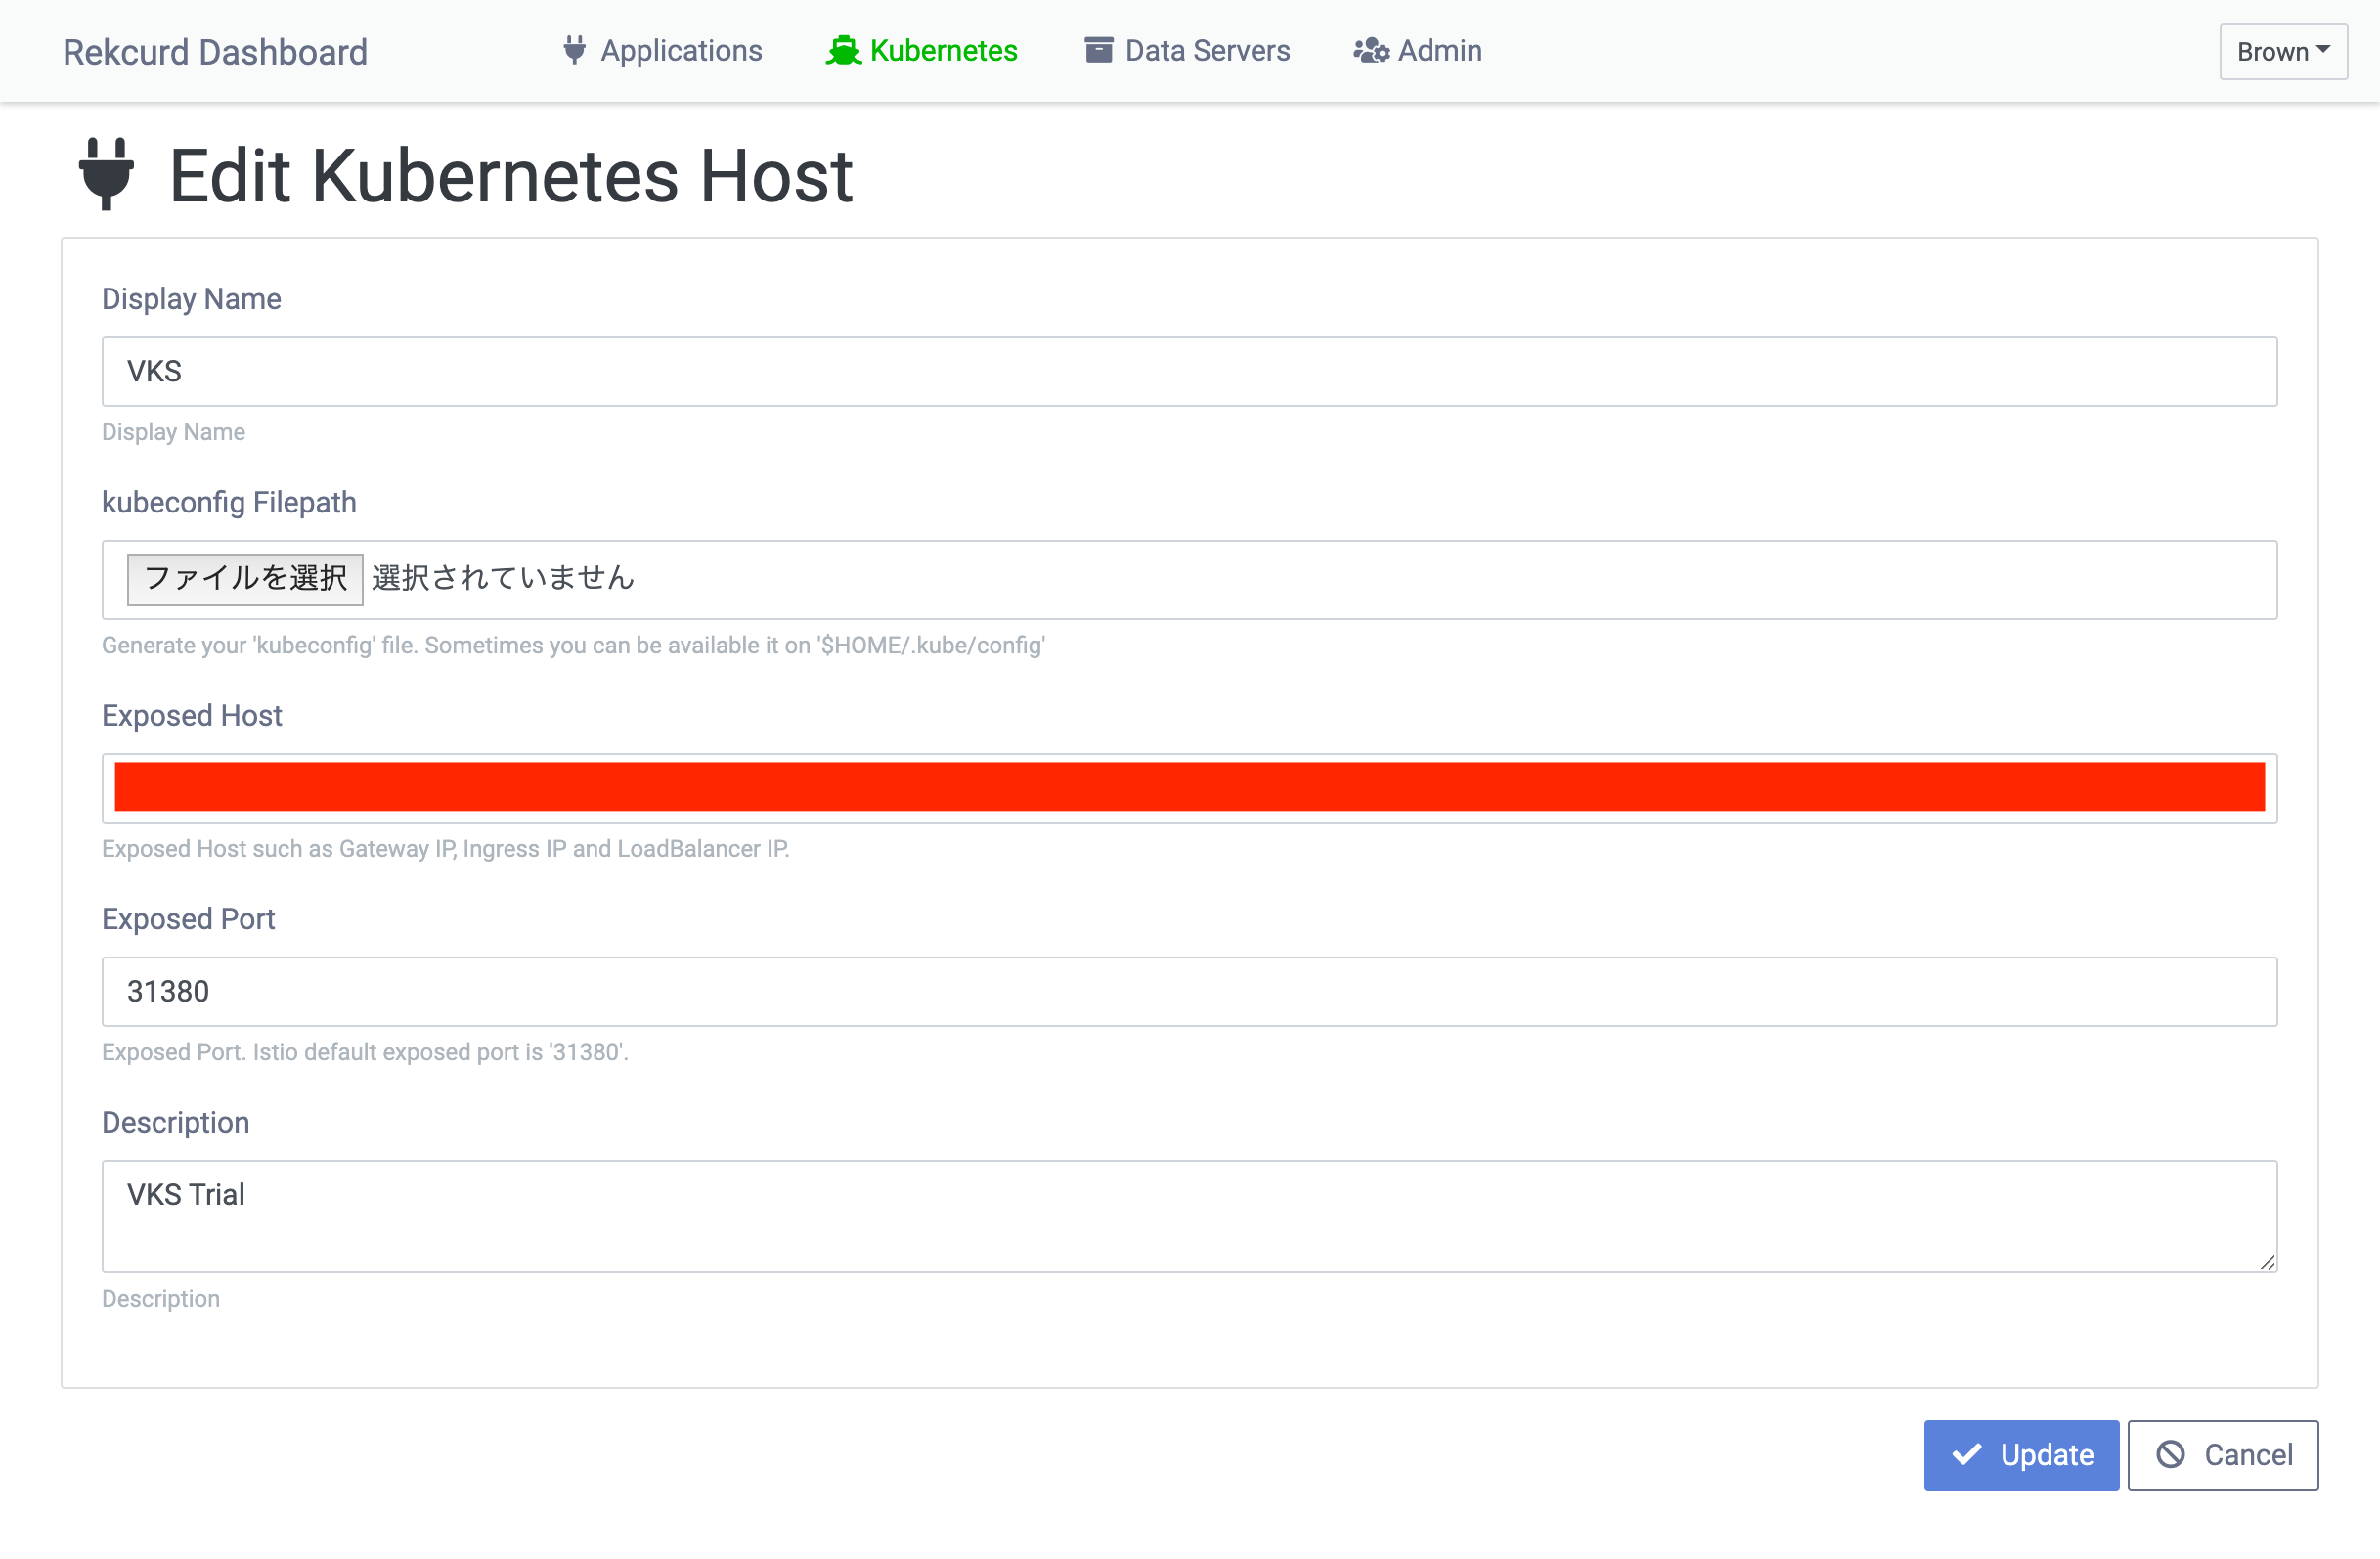 Rekcurd Dashboard Applications Kubernetes Data Servers Admin Brown
Edit Kubernetes Host
Display Name
VKS
Display Name
kubeconfig Filepath
ファイルを選択 選択されていません
Generate your 'kubeconfig' file. Sometimes you can be available it on '$HOME/.kube/config'
Exposed Host
Exposed Host such as Gateway IP, Ingress IP and LoadBalancer IP.
Exposed Port
31380
Exposed Port. Istio default exposed port is '31380'.
Description
VKS Trial
Description
Update Cancel